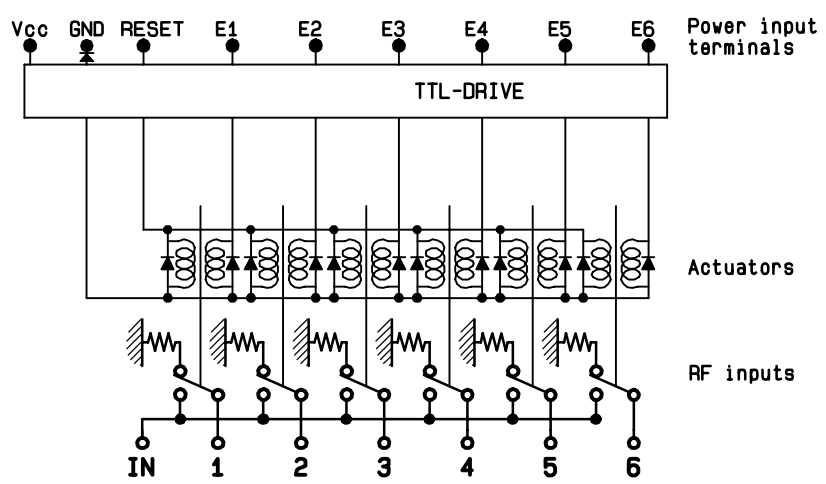 Vcc GND RESET E1 E2 E3 E4 E5 E6 Power input
terminals
TTL-DRIVE
Actuators
RF inputs
IN 1 2 3 4 5 6